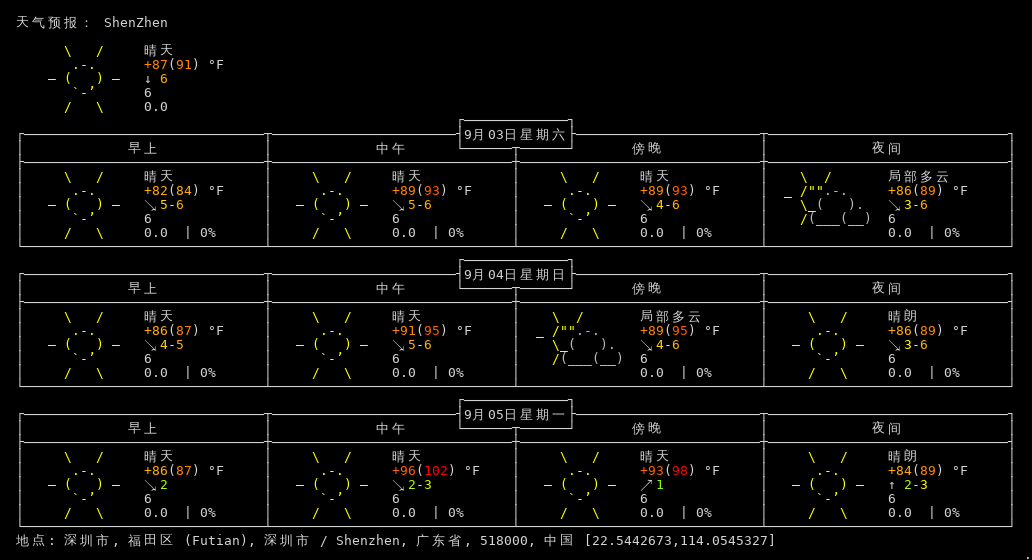 天气预报： ShenZhen
晴天
+87(91) °F
↓ 6
6
0.0
9月03日星期六
早上 中午 傍晚 夜间
晴天 晴天 晴天 局部多云
+82(84) °F +89(93) °F +89(93) °F +86(89) °F
↘5-6 ↘5-6 ↘4-6 ↘3-6
6 6 6 6
0.0 | 0% 0.0 | 0% 0.0 | 0% 0.0 | 0%
9月04日星期日
早上 中午 傍晚 夜间
晴天 晴天 局部多云 晴朗
+86(87) °F +91(95) °F +89(95) °F +86(89) °F
↘4-5 ↘5-6 ↘4-6 ↘3-6
6 6 6 6
0.0 | 0% 0.0 | 0% 0.0 | 0% 0.0 | 0%
9月05日星期一
早上 中午 傍晚 夜间
晴天 晴天 晴天 晴朗
+86(87) °F +96(102) °F +93(98) °F +84(89) °F
↘2 ↘2-3 ↗1 ↑ 2-3
6 6 6 6
0.0 | 0% 0.0 | 0% 0.0 | 0% 0.0 | 0%
地点: 深圳市, 福田区 (Futian), 深圳市 / Shenzhen, 广东省, 518000, 中国 [22.5442673,114.0545327]